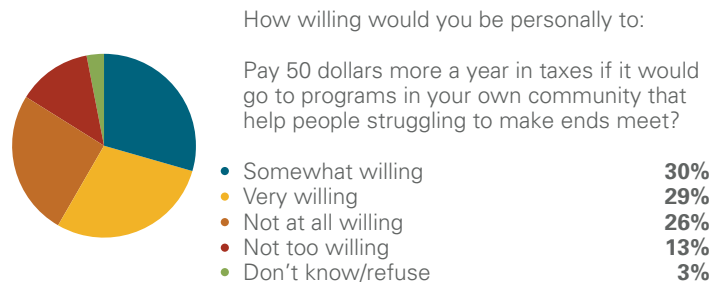 How willing would you be personally to:
Pay 50 dollars more a year in taxes if it would
go to programs in your own community that
help people struggling to make ends meet?
Somewhat willing 30%
Very willing 29%
Not at all willing 26%
Not too willing 13%
Don’t know/refuse 3%